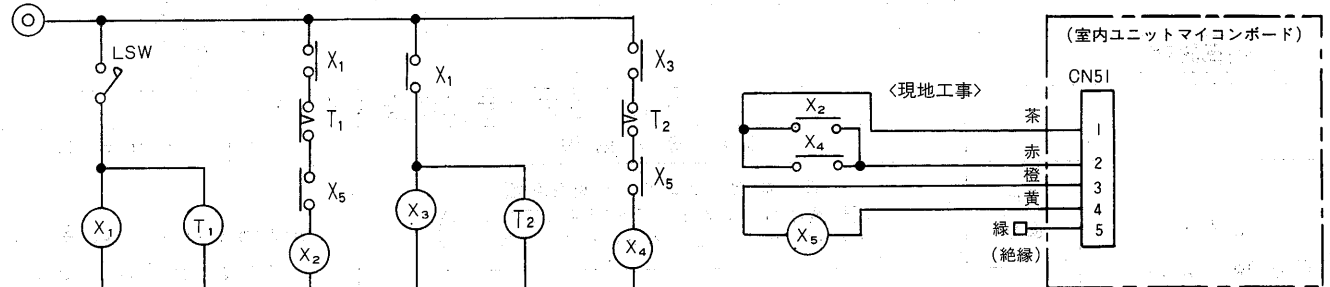 LSW
X₁
T₁
X₁
T₁
X₅
X₂
X₁
X₃
T₂
X₃
T₂
X₅
X₄
〈現地工事〉
X₂
X₄
X₅
茶
赤
橙
黄
緑
(絶縁)
(室内ユニットマイコンボード)
CN51
1
2
3
4
5